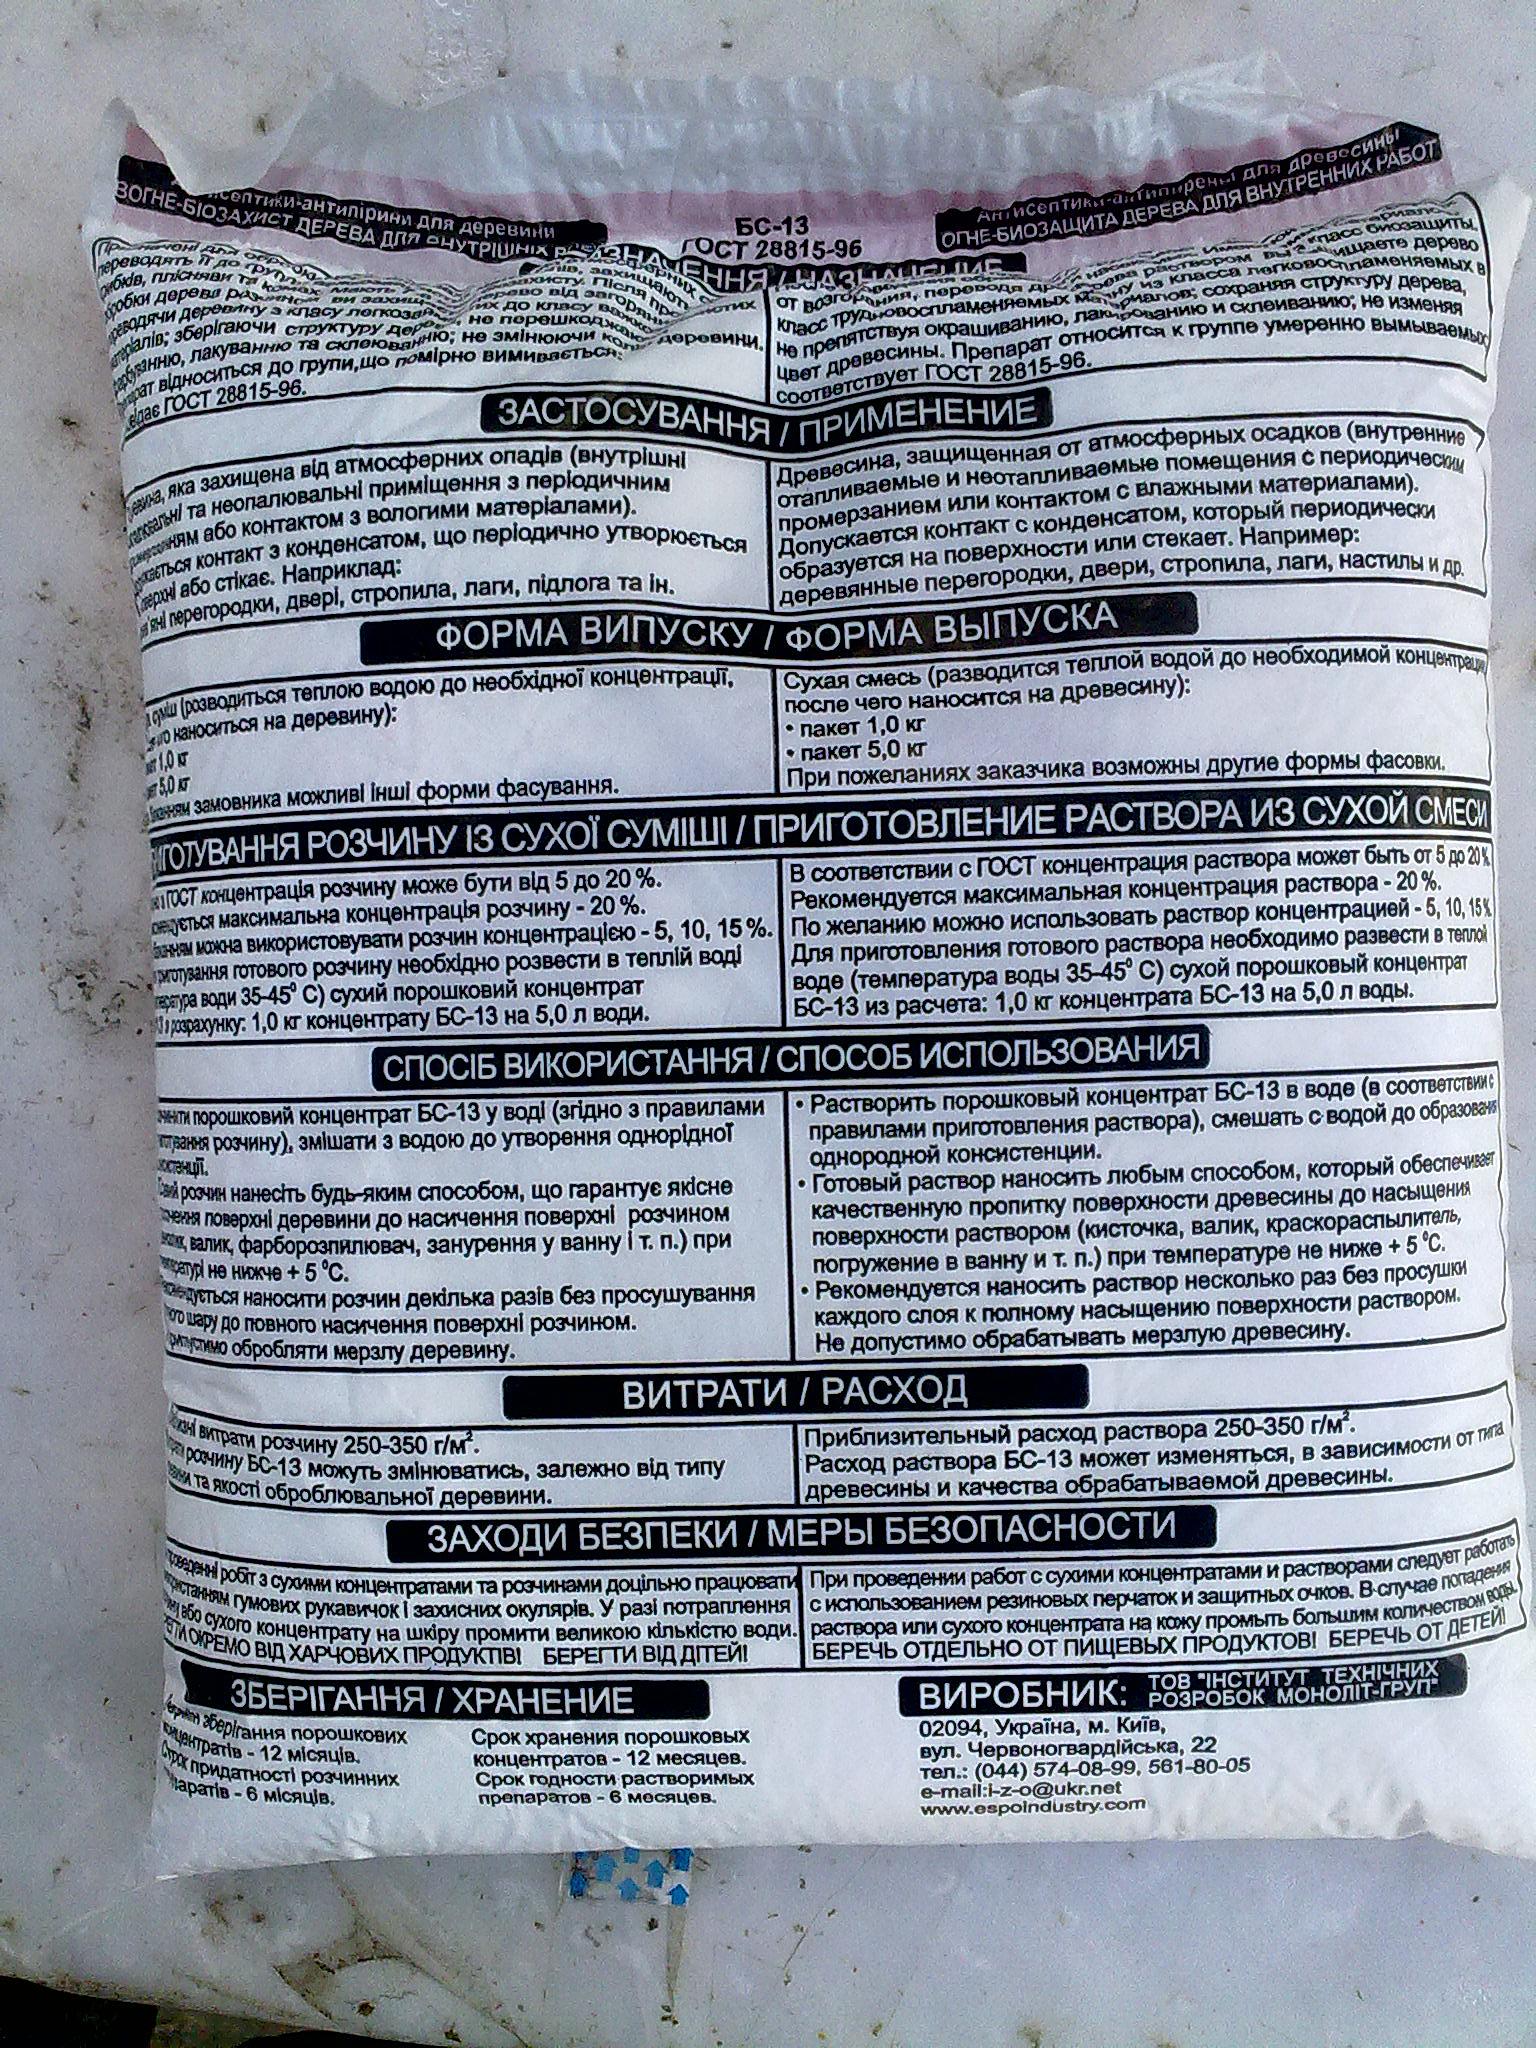 Антисептики-антипірини для деревини
ВОГНЕ-БІОЗАХИСТ ДЕРЕВА ДЛЯ ВНУТРІШНІХ
БС-13
ГОСТ 28815-96
Антисептики-антипирены для древесины
ОГНЕ-БИОЗАЩИТА ДЕРЕВА ДЛЯ ВНУТРЕННИХ РАБОТ
ПРИЗНАЧЕННЯ / НАЗНАЧЕНИЕ
структуру
лакуванню та склеюванню; не змінюючи
відноситься до групи, що помірно вимивається;
ГОСТ 28815-96.
деревини.
класс биозащиты.
из класса легковоспламеняемых в
класс трудновоспламеняемых сохраняя структуру дерева,
не препятствуя окрашиванию, лакированию и склеиванию; не изменяя
цвет древесины. Препарат относится к группе умеренно вымываемых
соответствует ГОСТ 28815-96.
ЗАСТОСУВАННЯ / ПРИМЕНЕНИЕ
яка захищена від атмосферних опадів (внутрішні
та неопалювальні приміщення з періодичним
або контактом з вологими матеріалами).
контакт з конденсатом, що періодично утворюється
або стікає. Наприклад:
перегородки, двері, стропила, лаги, підлога та ін.
Древесина, защищенная от атмосферных осадков (внутренние
отапливаемые и неотапливаемые помещения с периодическим
промерзанием или контактом с влажными материалами).
Допускается контакт с конденсатом, который периодически
образуется на поверхности или стекает. Например:
деревянные перегородки, двери, стропила, лаги, настилы и др.
ФОРМА ВИПУСКУ / ФОРМА ВЫПУСКА
суміш (розводиться теплою водою до необхідної концентрації,
наноситься на деревину):
1,0 кг
5,0 кг
замовника можливі інші форми фасування.
Сухая смесь (разводится теплой водой до необходимой концентрации
после чего наносится на древесину):
• пакет 1,0 кг
• пакет 5,0 кг
При пожеланиях заказчика возможны другие формы фасовки.
ГОТУВАННЯ РОЗЧИНУ ІЗ СУХОЇ СУМІШІ / ПРИГОТОВЛЕНИЕ РАСТВОРА ИЗ СУХОЙ СМЕСИ
ГОСТ концентрація розчину може бути від 5 до 20 %.
максимальна концентрація розчину - 20 %.
можна використовувати розчин концентрацією - 5, 10, 15 %.
готового розчину необхідно розвести в теплій воді
води 35-45⁰ С) сухий порошковий концентрат
розрахунку: 1,0 кг концентрату БС-13 на 5,0 л води.
В соответствии с ГОСТ концентрация раствора может быть от 5 до 20 %.
Рекомендуется максимальная концентрация раствора - 20 %.
По желанию можно использовать раствор концентрацией - 5, 10, 15 %
Для приготовления готового раствора необходимо развести в теплой
воде (температура воды 35-45⁰ С) сухой порошковый концентрат
БС-13 из расчета: 1,0 кг концентрата БС-13 на 5,0 л воды.
СПОСІБ ВИКОРИСТАННЯ / СПОСОБ ИСПОЛЬЗОВАНИЯ
порошковий концентрат БС-13 у воді (згідно з правилами
розчину), змішати з водою до утворення однорідної
розчин нанесіть будь-яким способом, що гарантує якісне
поверхні деревини до насичення поверхні розчином
валик, фарборозпилювач, занурення у ванну і т. п.) при
не нижче + 5 ⁰С.
наносити розчин декілька разів без просушування
шару до повного насичення поверхні розчином.
обробляти мерзлу деревину.
• Растворить порошковый концентрат БС-13 в воде (в соответствии с
правилами приготовления раствора), смешать с водой до образования
однородной консистенции.
• Готовый раствор наносить любым способом, который обеспечивает
качественную пропитку поверхности древесины до насыщения
поверхности раствором (кисточка, валик, краскораспылитель,
погружение в ванну и т. п.) при температуре не ниже + 5 ⁰С.
• Рекомендуется наносить раствор несколько раз без просушки
каждого слоя к полному насыщению поверхности раствором.
Не допустимо обрабатывать мерзлую древесину.
ВИТРАТИ / РАСХОД
витрати розчину 250-350 г/м².
розчину БС-13 можуть змінюватись, залежно від типу
та якості оброблювальної деревини.
Приблизительный расход раствора 250-350 г/м².
Расход раствора БС-13 может изменяться, в зависимости от типа
древесины и качества обрабатываемой древесины.
ЗАХОДИ БЕЗПЕКИ / МЕРЫ БЕЗОПАСНОСТИ
проведенні робіт з сухими концентратами та розчинами доцільно працювати
гумових рукавичок і захисних окулярів. У разі потраплення
або сухого концентрату на шкіру промити великою кількістю води.
ОКРЕМО ВІД ХАРЧОВИХ ПРОДУКТІВ! БЕРЕГТИ ВІД ДІТЕЙ!
При проведении работ с сухими концентратами и растворами следует работать
с использованием резиновых перчаток и защитных очков. В случае попадения
раствора или сухого концентрата на кожу промыть большим количеством воды.
БЕРЕЧЬ ОТДЕЛЬНО ОТ ПИЩЕВЫХ ПРОДУКТОВ! БЕРЕЧЬ ОТ ДЕТЕЙ!
ЗБЕРІГАННЯ / ХРАНЕНИЕ
Термін зберігання порошкових
концентратів - 12 місяців.
Строк придатності розчинних
препаратів - 6 місяців.
Срок хранения порошковых
концентратов - 12 месяцев.
Срок годности растворимых
препаратов - 6 месяцев.
ВИРОБНИК: ТОВ "ІНСТИТУТ ТЕХНІЧНИХ
РОЗРОБОК МОНОЛІТ-ГРУП"
02094, Україна, м. Київ,
вул. Червоногвардійська, 22
тел.: (044) 574-08-99, 561-80-05
e-mail:i-z-o@ukr.net
www.espoindustry.com